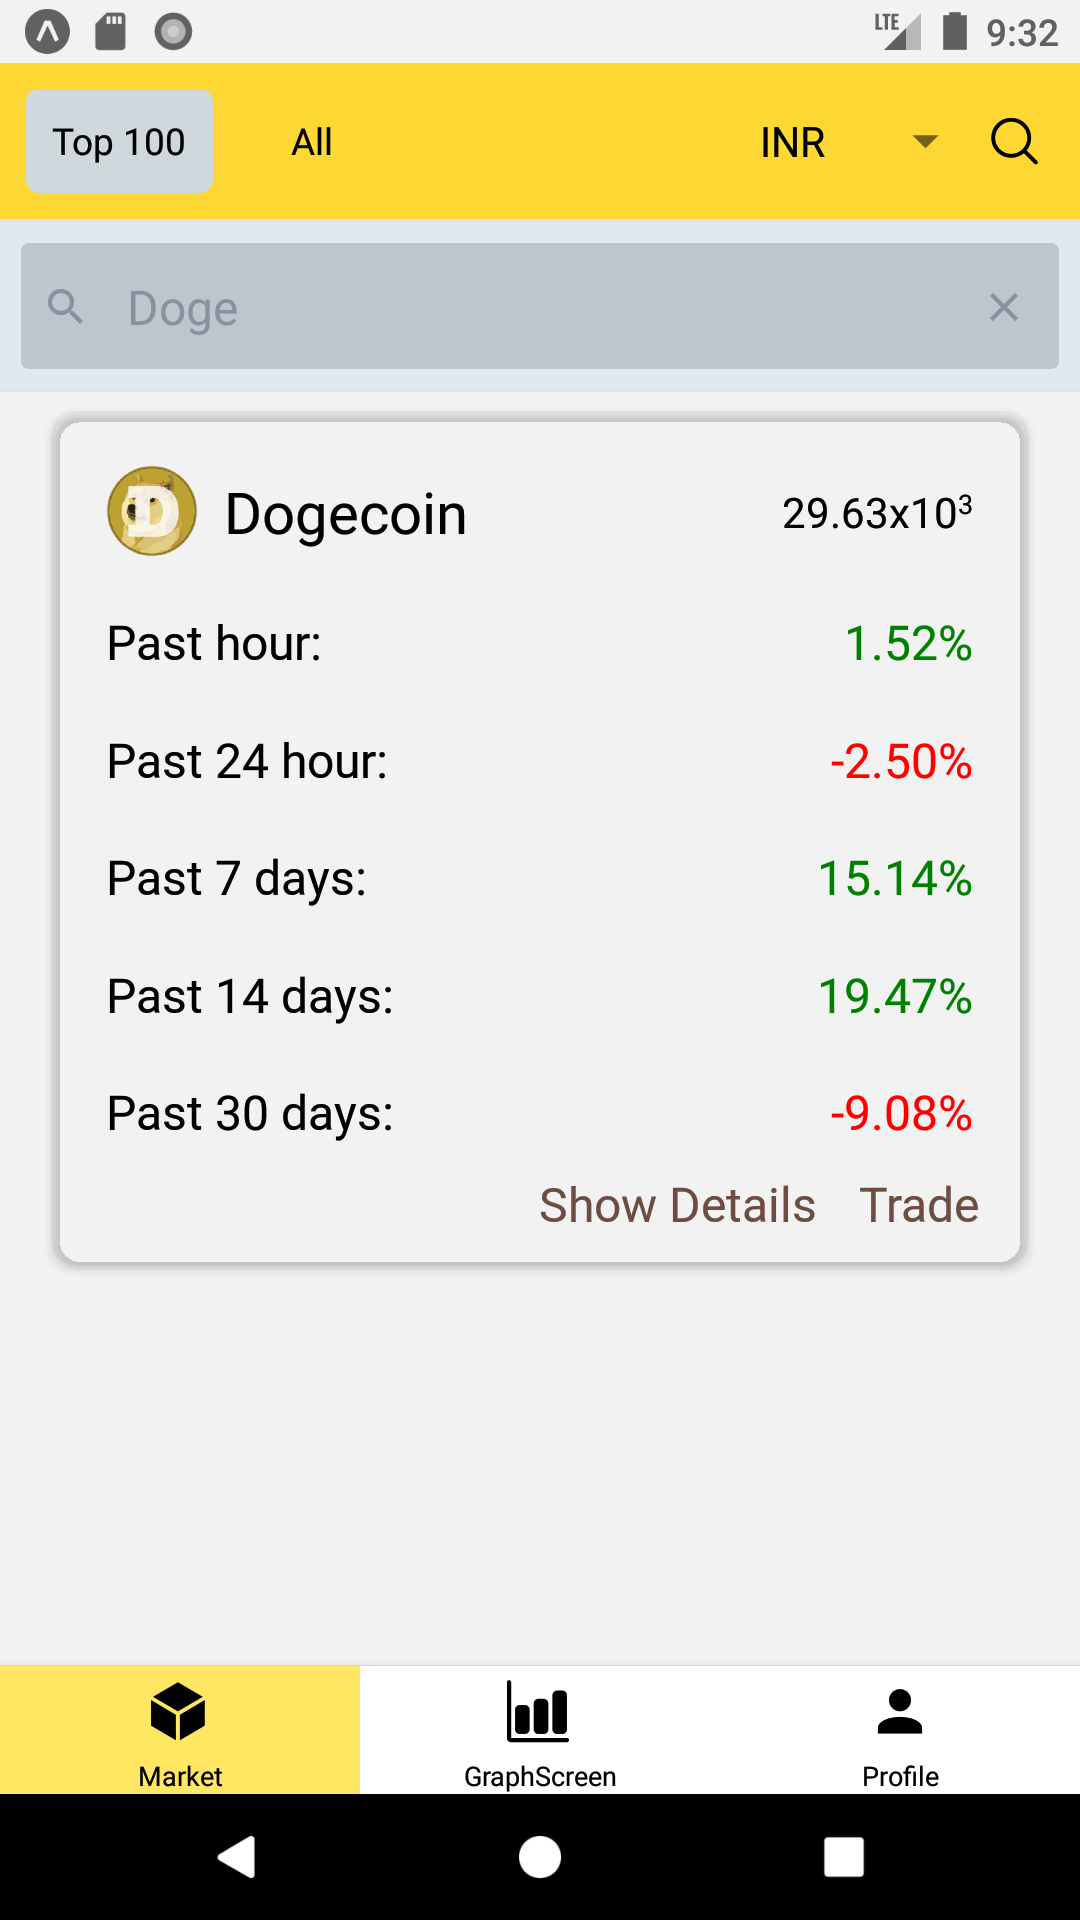 LTE 9:32
Top 100 All INR
Doge
D Dogecoin 29.63x10³
Past hour: 1.52%
Past 24 hour: -2.50%
Past 7 days: 15.14%
Past 14 days: 19.47%
Past 30 days: -9.08%
Show Details Trade
Market GraphScreen Profile